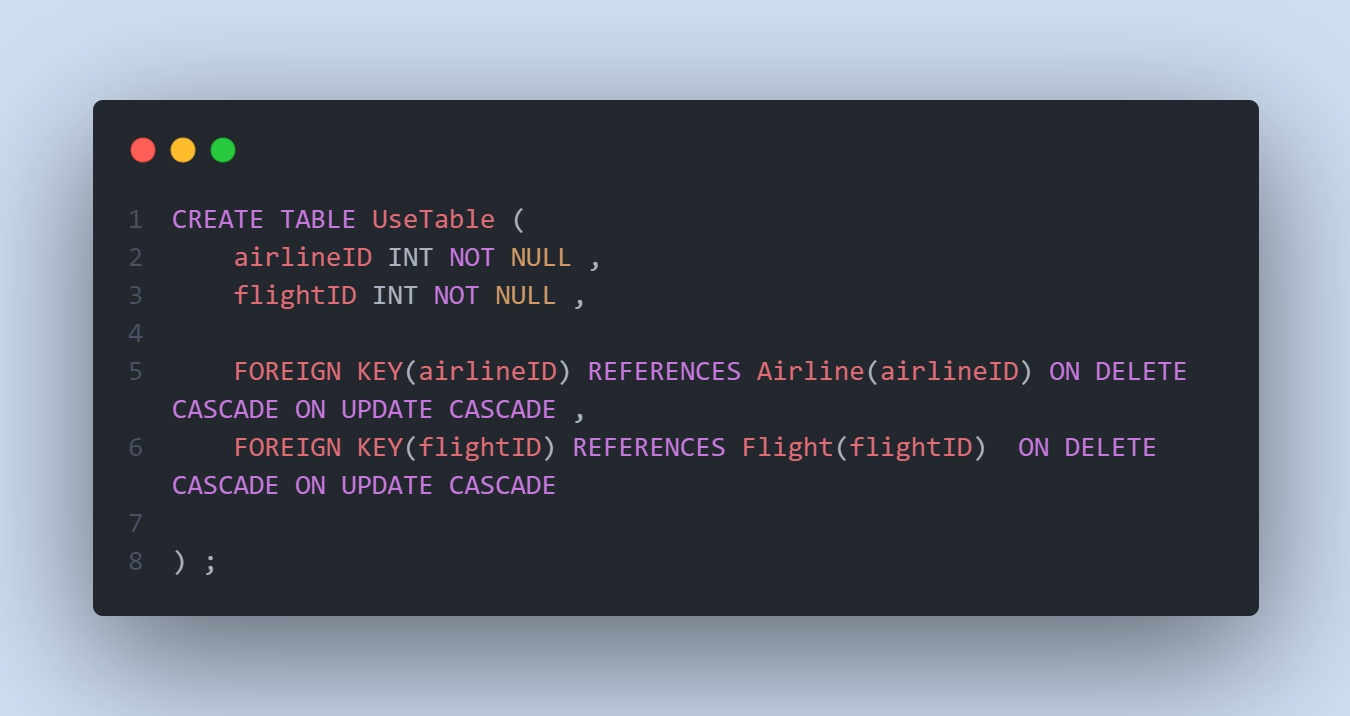 1 CREATE TABLE UseTable (
2     airlineID INT NOT NULL ,
3     flightID INT NOT NULL ,
4
5     FOREIGN KEY(airlineID) REFERENCES Airline(airlineID) ON DELETE
CASCADE ON UPDATE CASCADE ,
6     FOREIGN KEY(flightID) REFERENCES Flight(flightID)  ON DELETE
CASCADE ON UPDATE CASCADE
7
8 ) ;